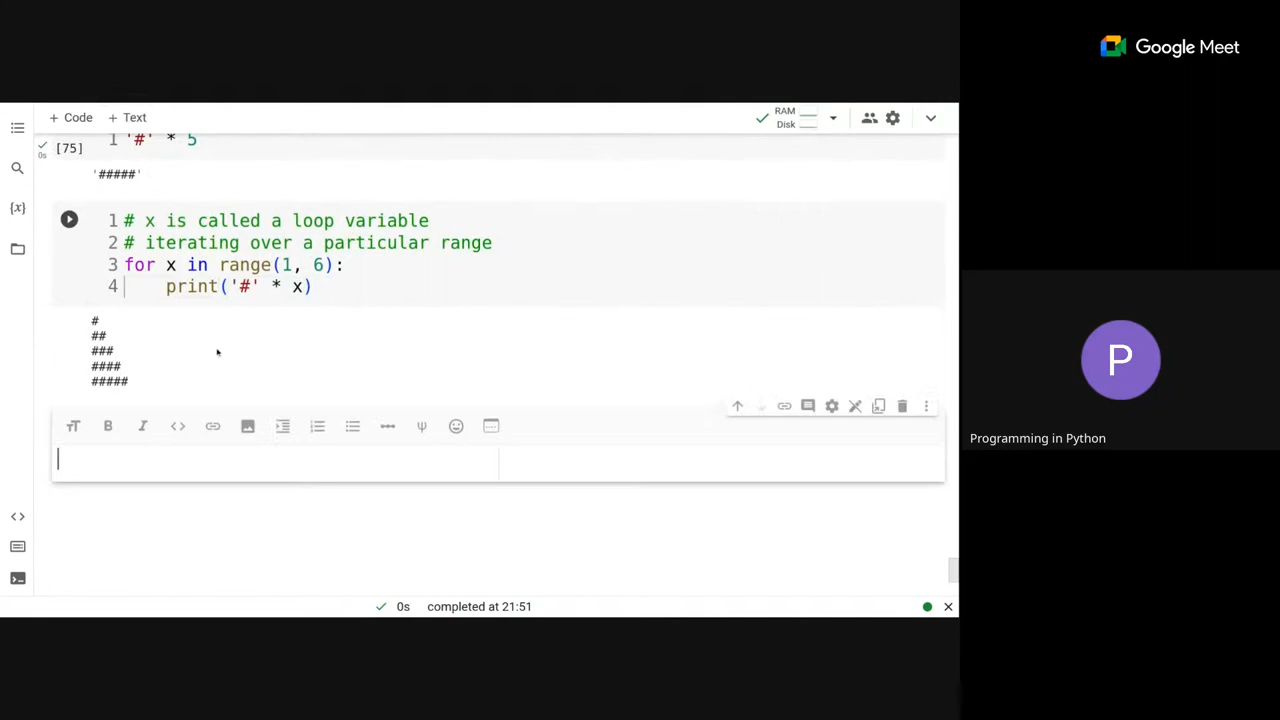 Google Meet
+ Code + Text
RAM
Disk
1 '#' * 5
[75]
0s
'#####'
{x}
1 # x is called a loop variable
2 # iterating over a particular range
3 for x in range(1, 6):
4     print('#' * x)
#
##
###
####
#####
P
Programming in Python
0s completed at 21:51